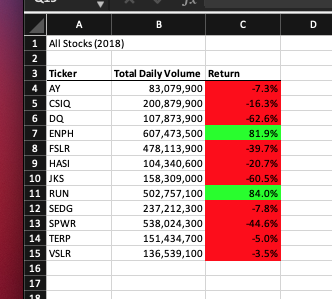 A B C D
1 All Stocks (2018)
2
3 Ticker Total Daily Volume Return
4 AY 83,079,900 -7.3%
5 CSIQ 200,879,900 -16.3%
6 DQ 107,873,900 -62.6%
7 ENPH 607,473,500 81.9%
8 FSLR 478,113,900 -39.7%
9 HASI 104,340,600 -20.7%
10 JKS 158,309,000 -60.5%
11 RUN 502,757,100 84.0%
12 SEDG 237,212,300 -7.8%
13 SPWR 538,024,300 -44.6%
14 TERP 151,434,700 -5.0%
15 VSLR 136,539,100 -3.5%
16
17
18